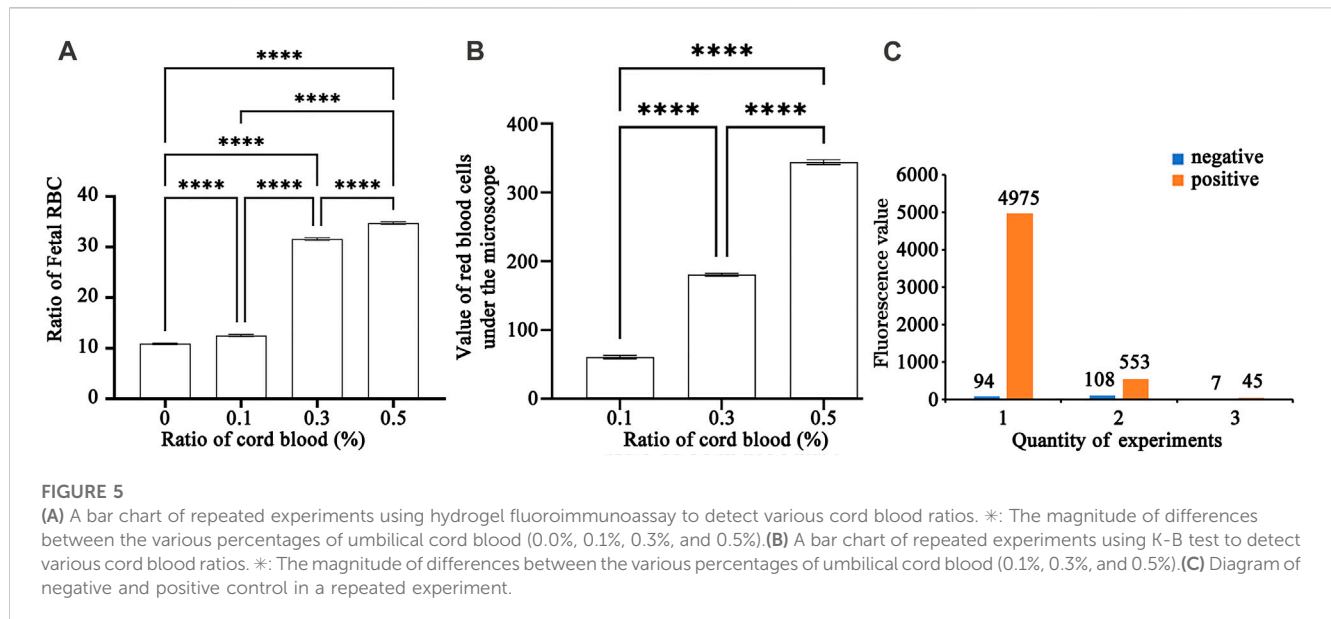 A
****
****
****
**** **** ****
Ratio of Fetal RBC
40
30
20
10
0
0 0.1 0.3 0.5
Ratio of cord blood (%)
B
****
**** ****
Value of red blood cells
under the microscope
400
300
200
100
0
0.1 0.3 0.5
Ratio of cord blood (%)
C
negative
positive
Fluorescence value
6000
5000
4000
3000
2000
1000
0
94 4975 108 553 7 45
1 2 3
Quantity of experiments
FIGURE 5
(A) A bar chart of repeated experiments using hydrogel fluoroimmunoassay to detect various cord blood ratios. ✳: The magnitude of differences
between the various percentages of umbilical cord blood (0.0%, 0.1%, 0.3%, and 0.5%).(B) A bar chart of repeated experiments using K-B test to detect
various cord blood ratios. ✳: The magnitude of differences between the various percentages of umbilical cord blood (0.1%, 0.3%, and 0.5%).(C) Diagram of
negative and positive control in a repeated experiment.